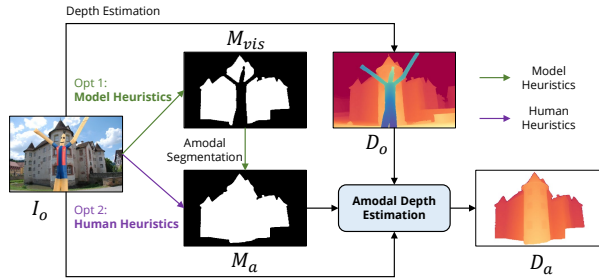 Depth Estimation
M_vis
Opt 1:
Model Heuristics
Model
Heuristics
Human
Heuristics
D_o
Amodal
Segmentation
I_o
Opt 2:
Human Heuristics
Amodal Depth
Estimation
M_a
D_a